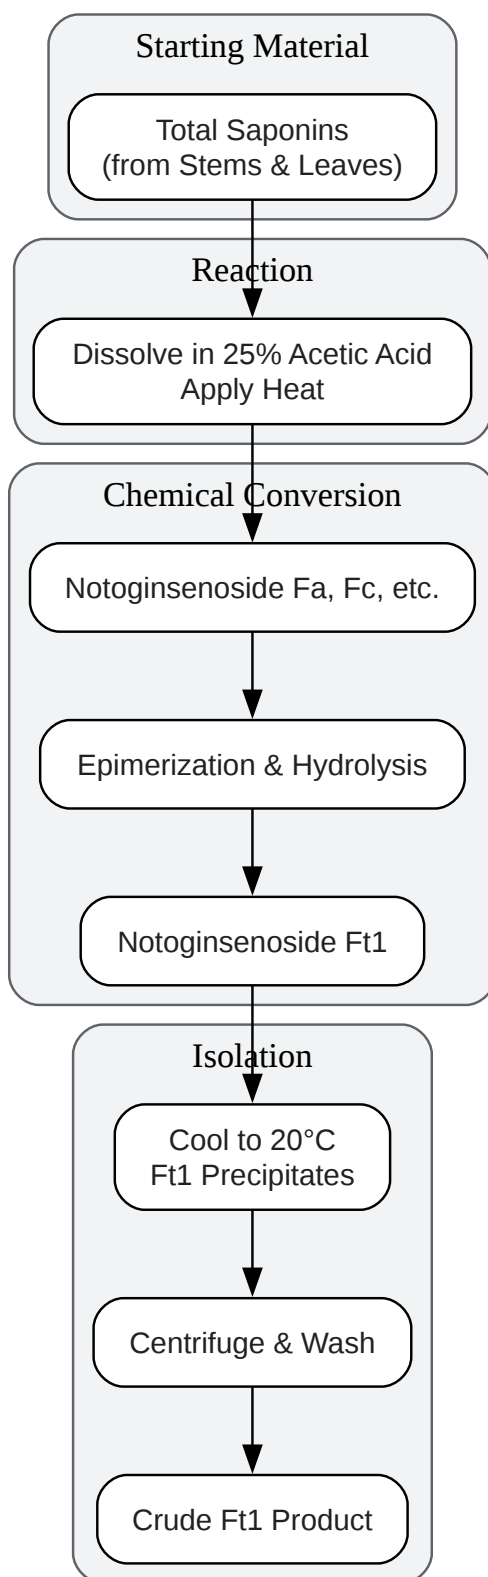 Starting Material
Total Saponins
(from Stems & Leaves)
Reaction
Dissolve in 25% Acetic Acid
Apply Heat
Chemical Conversion
Notoginsenoside Fa, Fc, etc.
Epimerization & Hydrolysis
Notoginsenoside Ft1
Isolation
Cool to 20°C
Ft1 Precipitates
Centrifuge & Wash
Crude Ft1 Product